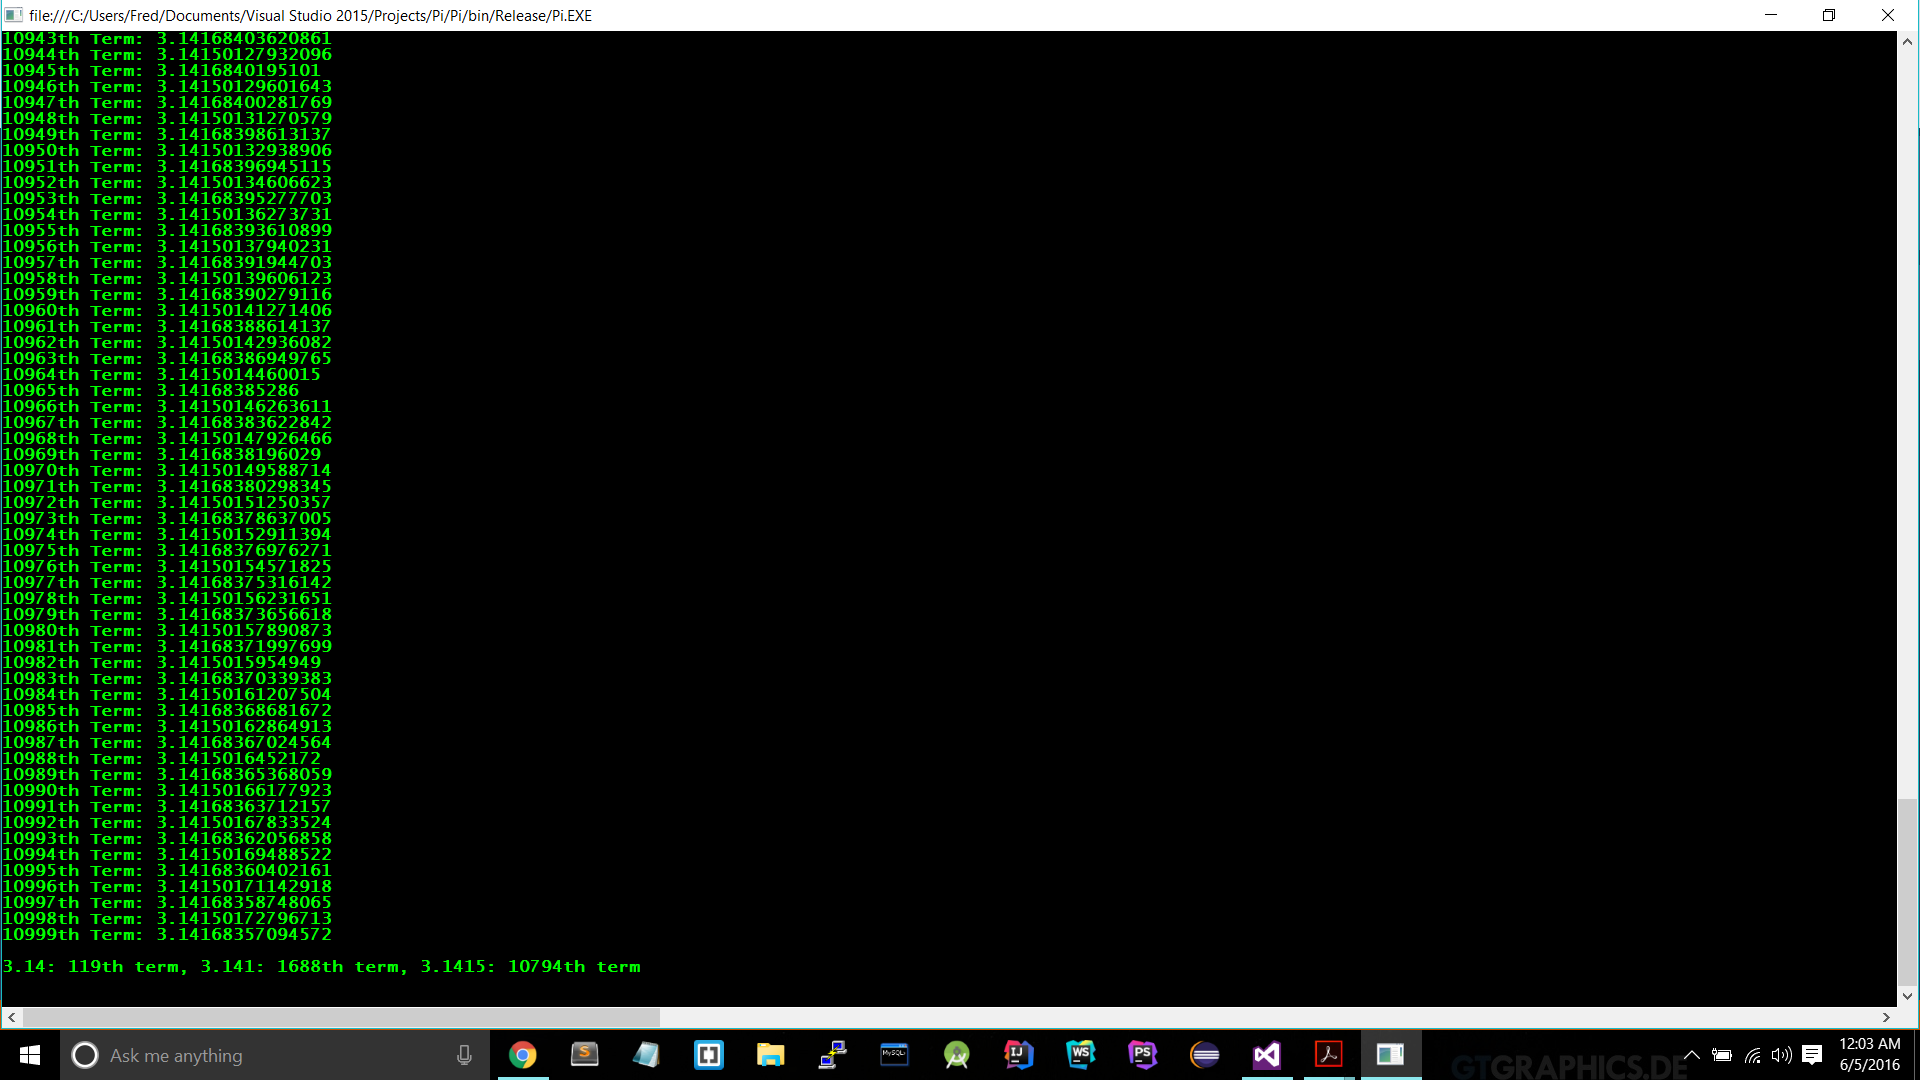 file:///C:/Users/Fred/Documents/Visual Studio 2015/Projects/Pi/Pi/bin/Release/Pi.EXE
10943th Term: 3.14168403620861
10944th Term: 3.14150127932096
10945th Term: 3.1416840195101
10946th Term: 3.14150129601643
10947th Term: 3.14168400281769
10948th Term: 3.14150131270579
10949th Term: 3.14168398613137
10950th Term: 3.14150132938906
10951th Term: 3.14168396945115
10952th Term: 3.14150134606623
10953th Term: 3.14168395277703
10954th Term: 3.14150136273731
10955th Term: 3.14168393610899
10956th Term: 3.14150137940231
10957th Term: 3.14168391944703
10958th Term: 3.14150139606123
10959th Term: 3.14168390279116
10960th Term: 3.14150141271406
10961th Term: 3.14168388614137
10962th Term: 3.14150142936082
10963th Term: 3.14168386949765
10964th Term: 3.1415014460015
10965th Term: 3.14168385286
10966th Term: 3.14150146263611
10967th Term: 3.14168383622842
10968th Term: 3.14150147926466
10969th Term: 3.1416838196029
10970th Term: 3.14150149588714
10971th Term: 3.14168380298345
10972th Term: 3.14150151250357
10973th Term: 3.14168378637005
10974th Term: 3.14150152911394
10975th Term: 3.14168376976271
10976th Term: 3.14150154571825
10977th Term: 3.14168375316142
10978th Term: 3.14150156231651
10979th Term: 3.14168373656618
10980th Term: 3.14150157890873
10981th Term: 3.14168371997699
10982th Term: 3.1415015954949
10983th Term: 3.14168370339383
10984th Term: 3.14150161207504
10985th Term: 3.14168368681672
10986th Term: 3.14150162864913
10987th Term: 3.14168367024564
10988th Term: 3.1415016452172
10989th Term: 3.14168365368059
10990th Term: 3.14150166177923
10991th Term: 3.14168363712157
10992th Term: 3.14150167833524
10993th Term: 3.14168362056858
10994th Term: 3.14150169488522
10995th Term: 3.14168360402161
10996th Term: 3.14150171142918
10997th Term: 3.14168358748065
10998th Term: 3.14150172796713
10999th Term: 3.14168357094572
3.14: 119th term, 3.141: 1688th term, 3.1415: 10794th term
Ask me anything
S
MySQL
IJ
WS
PS
GTGRAPHICS.DE
12:03 AM
6/5/2016